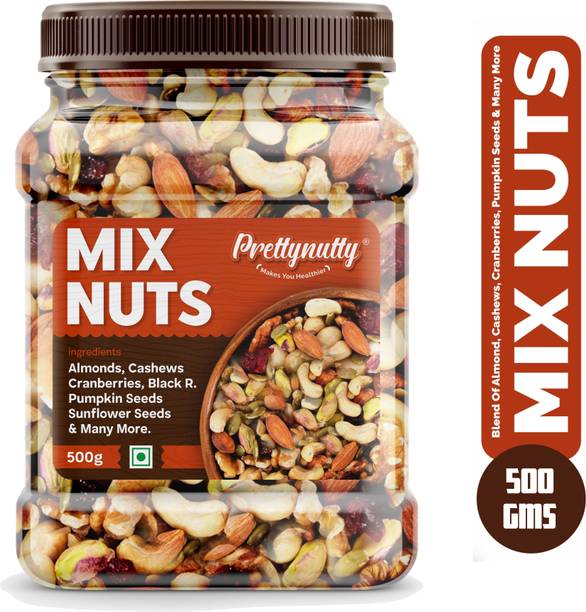 MIX
NUTS
Prettynutty®
Makes You Healthier
ingredients
Almonds, Cashews
Cranberries, Black R.
Pumpkin Seeds
Sunflower Seeds
& Many More.
500g
Blend Of Almond, Cashews, Cranberries, Pumpkin Seeds & Many More
MIX NUTS
500
GMS